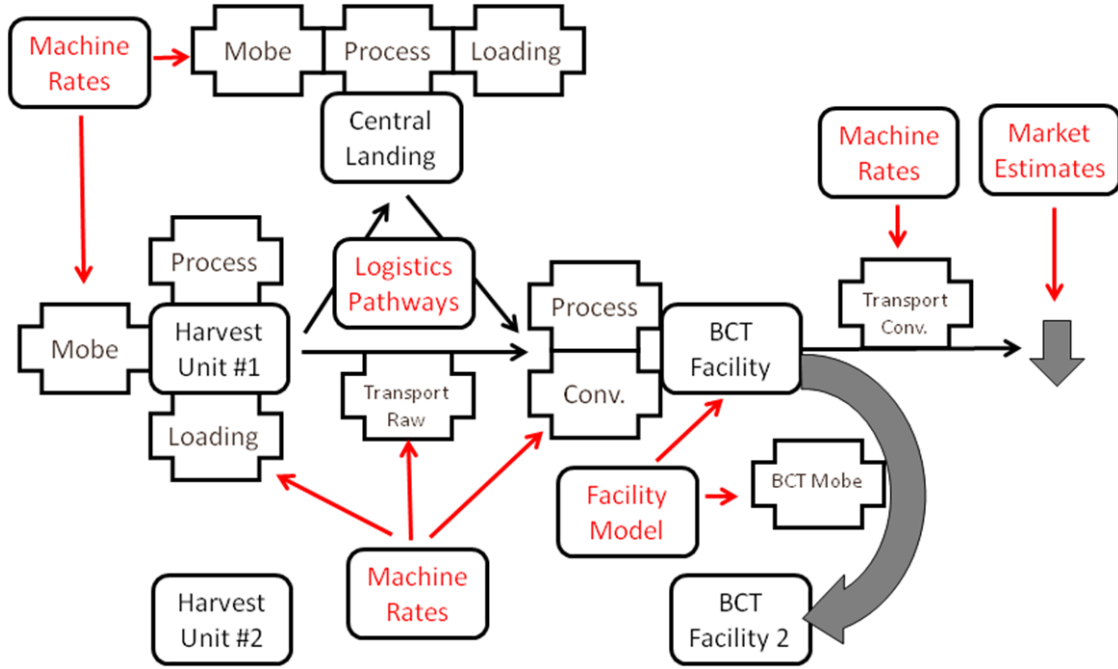 Machine
Rates
Mobe
Process
Loading
Central
Landing
Machine
Rates
Market
Estimates
Process
Logistics
Pathways
Mobe
Harvest
Unit #1
Loading
Transport
Raw
Process
Conv.
BCT
Facility
Transport
Conv.
Facility
Model
BCT Mobe
Machine
Rates
Harvest
Unit #2
BCT
Facility 2